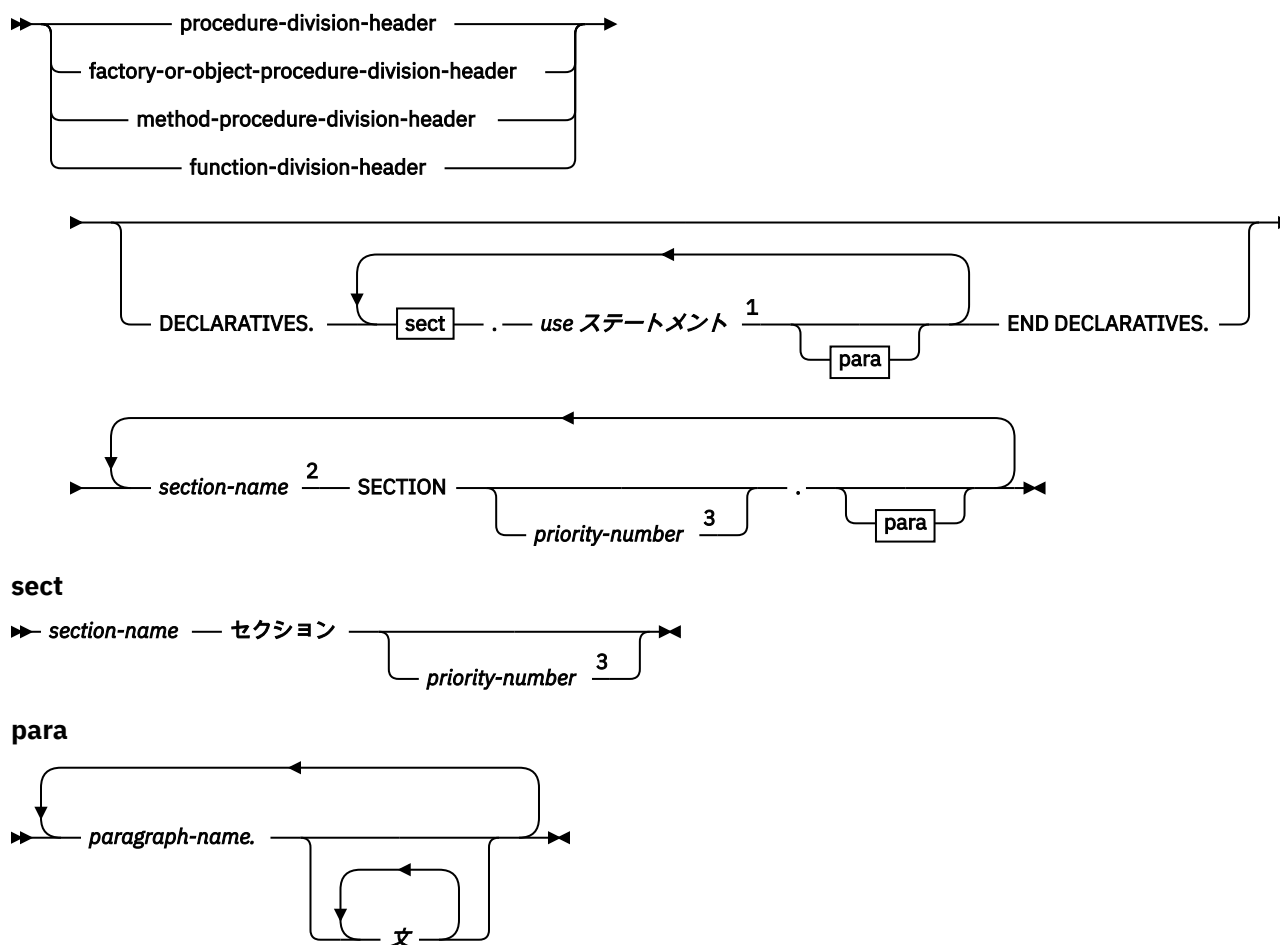 procedure-division-header
factory-or-object-procedure-division-header
method-procedure-division-header
function-division-header
DECLARATIVES. sect . use ステートメント 1 para END DECLARATIVES.
section-name 2 SECTION priority-number 3 . para
sect
section-name セクション priority-number 3
para
paragraph-name.
文